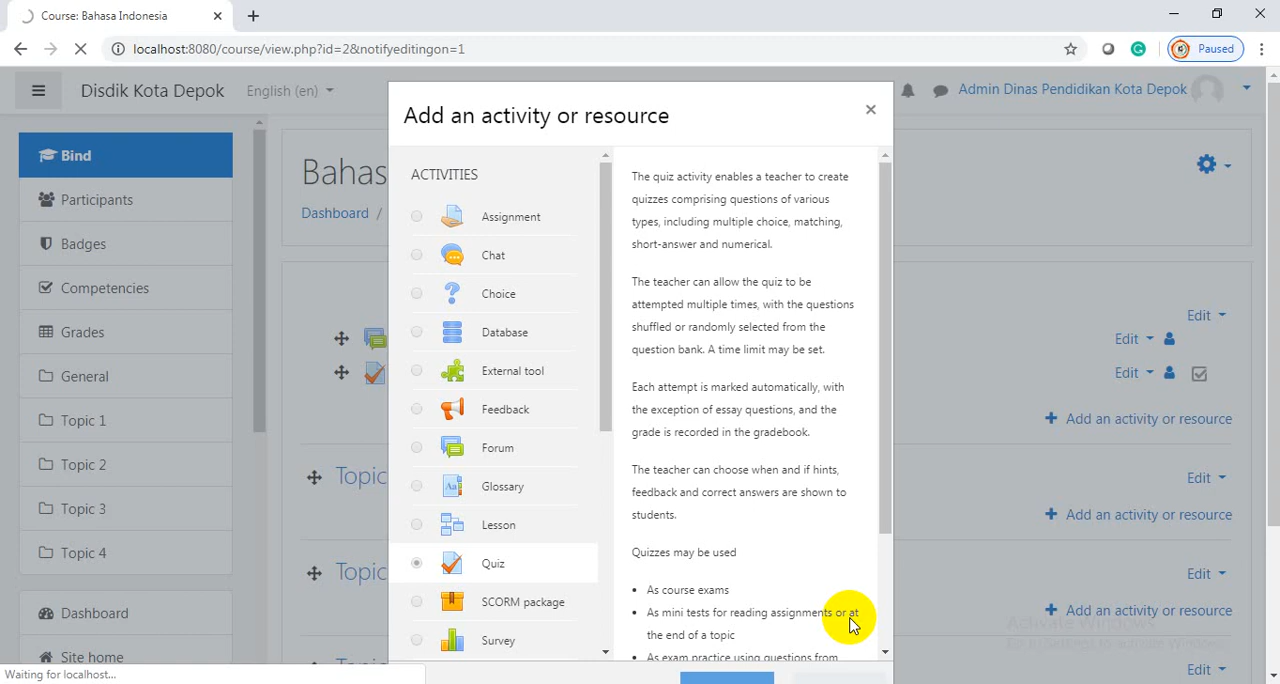 Course: Bahasa Indonesia
localhost:8080/course/view.php?id=2&notifyeditingon=1
Paused
Disdik Kota Depok
English (en)
Admin Dinas Pendidikan Kota Depok
Bind
Participants
Badges
Competencies
Grades
General
Topic 1
Topic 2
Topic 3
Topic 4
Dashboard
Site home
Bahas
Dashboard /
Edit
Edit
Edit
Add an activity or resource
Topic
Edit
Add an activity or resource
Topic
Edit
Add an activity or resource
Topic
Edit
Add an activity or resource
ACTIVITIES
Assignment
Chat
Choice
Database
External tool
Feedback
Forum
Glossary
Lesson
Quiz
SCORM package
Survey
The quiz activity enables a teacher to create
quizzes comprising questions of various
types, including multiple choice, matching,
short-answer and numerical.
The teacher can allow the quiz to be
attempted multiple times, with the questions
shuffled or randomly selected from the
question bank. A time limit may be set.
Each attempt is marked automatically, with
the exception of essay questions, and the
grade is recorded in the gradebook.
The teacher can choose when and if hints,
feedback and correct answers are shown to
students.
Quizzes may be used
As course exams
As mini tests for reading assignments or at
the end of a topic
As exam practice using questions from
Activate Windows
Waiting for localhost...